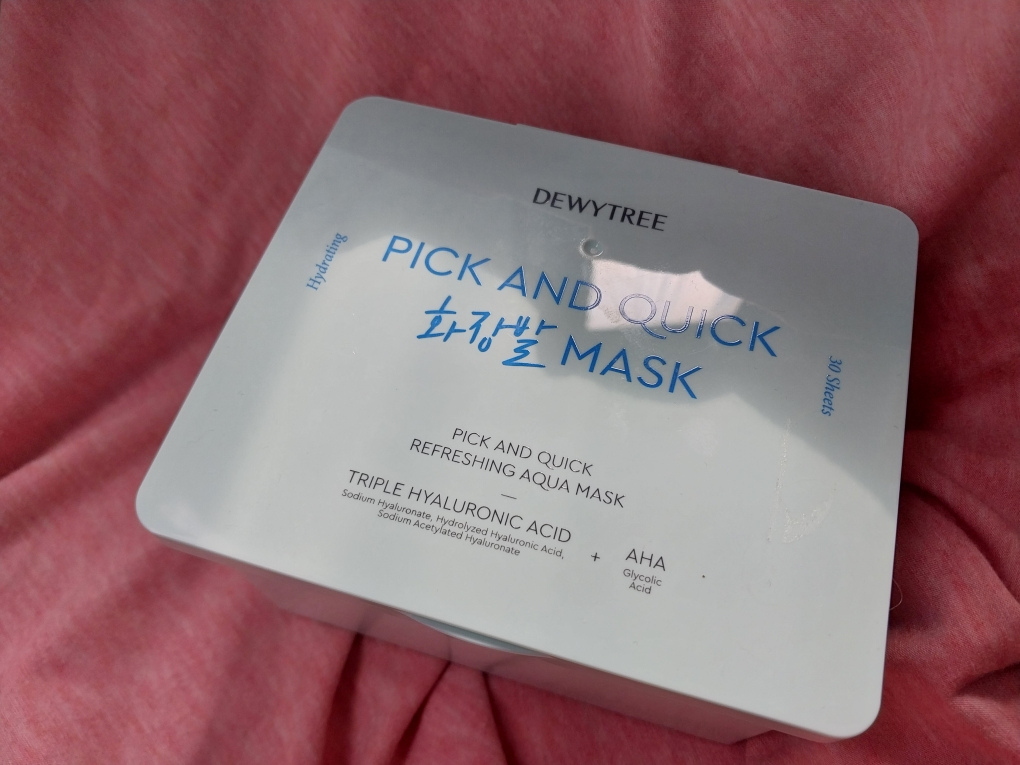 DEWYTREE
Hydrating
PICK AND QUICK
화장발 MASK
30 Sheets
PICK AND QUICK
REFRESHING AQUA MASK
—
TRIPLE HYALURONIC ACID
Sodium Hyaluronate, Hydrolyzed Hyaluronic Acid,
Sodium Acetylated Hyaluronate
+
AHA
Glycolic
Acid